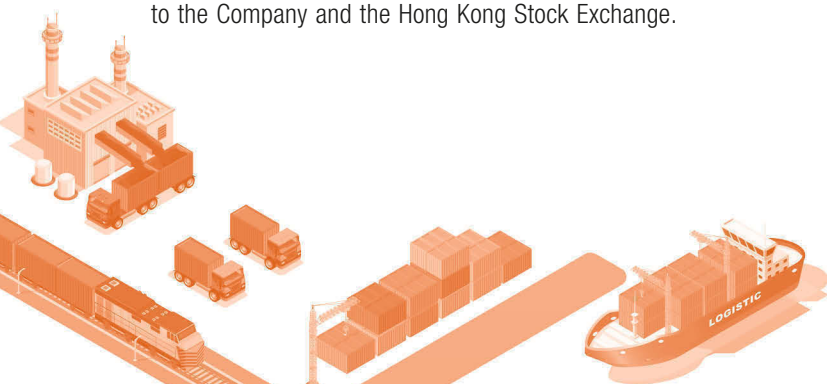 to the Company and the Hong Kong Stock Exchange.
LOGISTIC